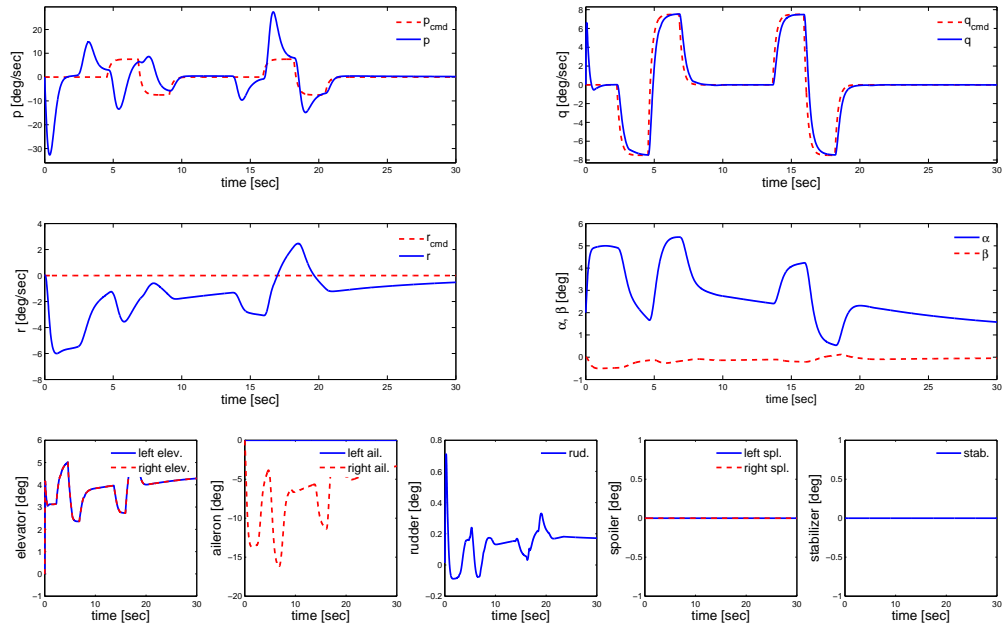 p_cmd
p
20
10
0
−10
−20
−30
0 5 10 15 20 25 30
p [deg/sec]
time [sec]
q_cmd
q
8
6
4
2
0
−2
−4
−6
−8
0 5 10 15 20 25 30
q [deg/sec]
time [sec]
r_cmd
r
4
2
0
−2
−4
−6
−8
0 5 10 15 20 25 30
r [deg/sec]
time [sec]
α
β
6
5
4
3
2
1
0
−1
0 5 10 15 20 25 30
α, β [deg]
time [sec]
left elev.
right elev.
6
5
4
3
2
1
0
−1
0 10 20 30
elevator [deg]
time [sec]
left ail.
right ail.
0
−5
−10
−15
−20
0 10 20 30
aileron [deg]
time [sec]
rud.
0.8
0.6
0.4
0.2
0
−0.2
0 10 20 30
rudder [deg]
time [sec]
left spl.
right spl.
1
0.5
0
−0.5
−1
0 10 20 30
spoiler [deg]
time [sec]
stab.
1
0.5
0
−0.5
−1
0 10 20 30
stabilizer [deg]
time [sec]